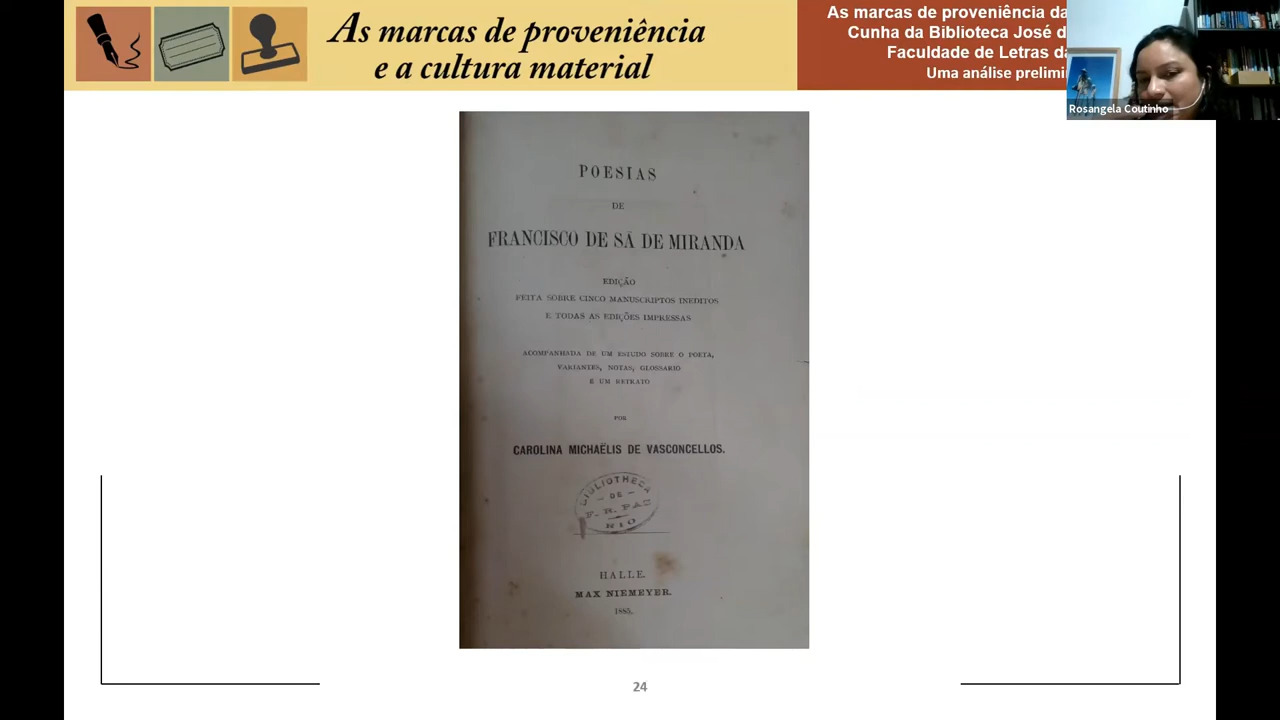 As marcas de proveniência
e a cultura material
As marcas de proveniência da
Cunha da Biblioteca José d
Faculdade de Letras da
Uma análise prelimi
Rosangela Coutinho
POESIAS
DE
FRANCISCO DE SÂ DE MIRANDA
EDIÇÃO
FEITA SOBRE CINCO MANUSCRIPTOS INEDITOS
E TODAS AS EDIÇÕES IMPRESSAS
ACOMPANHADA DE UM ESTUDO SOBRE O POETA,
VARIANTES, NOTAS, GLOSSARIO
E UM RETRATO
POR
CAROLINA MICHAËLIS DE VASCONCELLOS.
BIBLIOTHECA
DE
F. R. PAZ
RIO
HALLE.
MAX NIEMEYER.
1885.
24